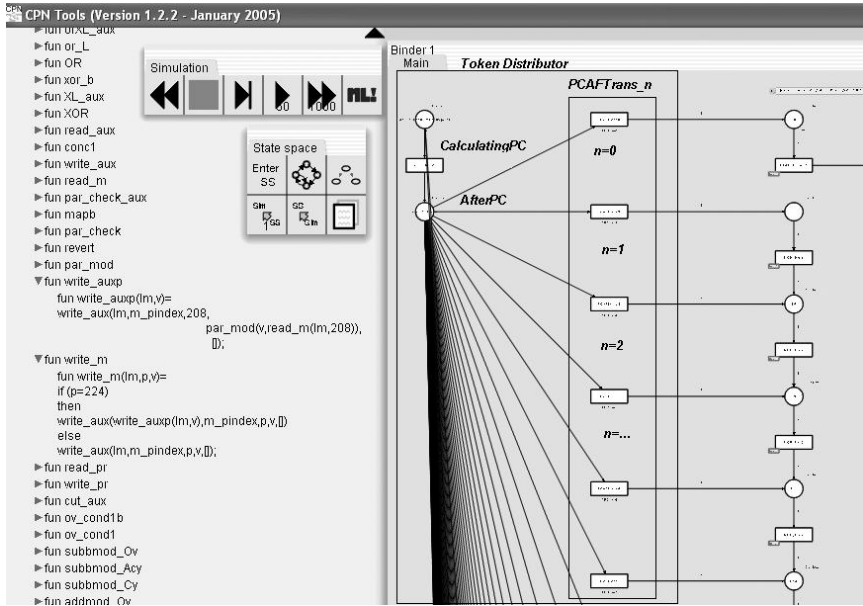 CPN Tools (Version 1.2.2 - January 2005)
fun orXL_aux
fun or_L
fun OR
fun xor_b
fun XL_aux
fun XOR
fun read_aux
fun conc1
fun write_aux
fun read_m
fun par_check_aux
fun mapb
fun par_check
fun revert
fun par_mod
fun write_auxp
fun write_auxp(lm,v)=
write_aux(lm,m_pindex,208,
par_mod(v,read_m(lm,208)),
[]);
fun write_m
fun write_m(lm,p,v)=
if (p=224)
then
write_aux(write_auxp(lm,v),m_pindex,p,v,[])
else
write_aux(lm,m_pindex,p,v,[]);
fun read_pr
fun write_pr
fun cut_aux
fun ov_cond1b
fun ov_cond1
fun subbmod_Ov
fun subbmod_Acy
fun subbmod_Cy
fun addmod_Ov
Simulation
50
1000
ML!
State space
Enter
SS
Sim
SS
SS
Sim
Binder 1
Main
Token Distributor
PCAFTrans_n
CalculatingPC
n=0
AfterPC
n=1
n=2
n=...